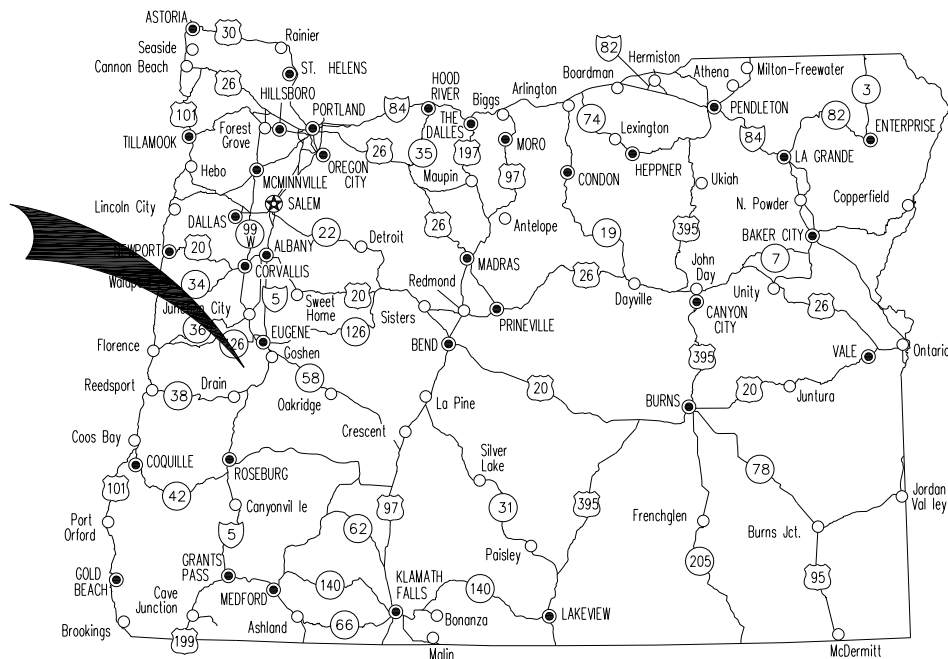 ASTORIA
30
Rainier
Seaside
Cannon Beach
26
ST. HELENS
HILLSBORO
101
PORTLAND
TILLAMOOK
Forest
Grove
84
HOOD
RIVER
THE
DALLES
Biggs
Arlington
Boardman
82
Hermiston
Athena
Milton-Freewater
PENDLETON
3
82
ENTERPRISE
84
LA GRANDE
74
Lexington
HEPPNER
MORO
197
35
26
OREGON
CITY
MCMINNVILLE
Hebo
Maupin
97
CONDON
Ukiah
N. Powder
Copperfield
Lincoln City
DALLAS
SALEM
99
W
22
Detroit
Antelope
26
19
395
BAKER CITY
NEWPORT
20
ALBANY
CORVALLIS
MADRAS
7
34
5
Sweet
Home
20
Redmond
26
Dayville
John
Day
CANYON
CITY
Unity
26
City
Sisters
PRINEVILLE
36
126
EUGENE
126
Goshen
Florence
BEND
395
VALE
Ontario
Reedsport
38
Drain
58
Oakridge
La Pine
20
BURNS
20
Juntura
Crescent
Coos Bay
COQUILLE
ROSEBURG
Silver
Lake
78
101
42
Canyonvil le
97
31
395
Jordan
Val ley
Port
Orford
5
62
Paisley
Frenchglen
Burns Jct.
GOLD
BEACH
GRANTS
PASS
MEDFORD
140
KLAMATH
FALLS
140
205
95
Cave
Junction
Brookings
199
Ashland
66
Bonanza
LAKEVIEW
Malin
McDermitt